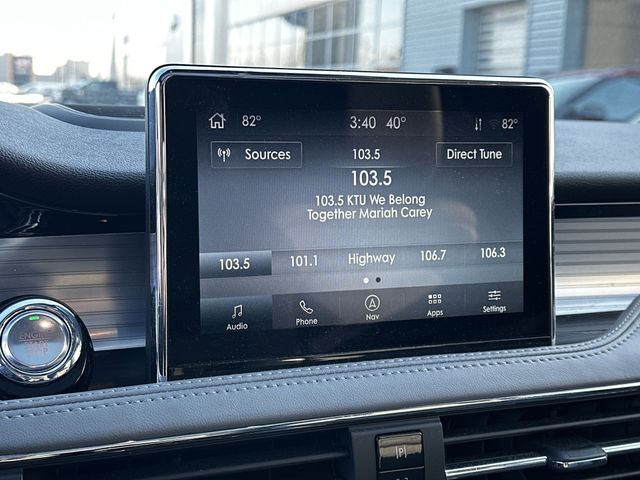 82° 3:40 40° 82°
Sources 103.5 Direct Tune
103.5
103.5 KTU We Belong
Together Mariah Carey
103.5 101.1 Highway 106.7 106.3
Audio Phone Nav Apps Settings
ENGINE
P